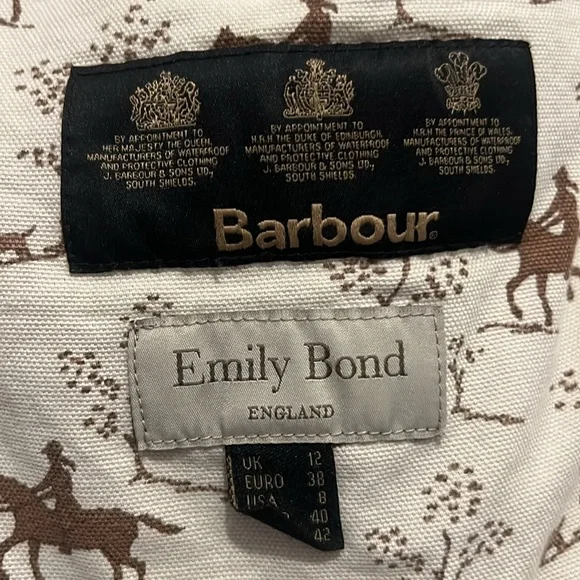 BY APPOINTMENT TO
HER MAJESTY THE QUEEN.
MANUFACTURERS OF WATERPROOF
AND PROTECTIVE CLOTHING
J. BARBOUR & SONS LTD.,
SOUTH SHIELDS.
BY APPOINTMENT TO
H.R.H THE DUKE OF EDINBURGH.
MANUFACTURERS OF WATERPROOF
AND PROTECTIVE CLOTHING
J. BARBOUR & SONS LTD.,
SOUTH SHIELDS.
BY APPOINTMENT TO
H.R.H. THE PRINCE OF WALES.
MANUFACTURERS OF WATERPROOF
AND PROTECTIVE CLOTHING
J. BARBOUR & SONS LTD.,
SOUTH SHIELDS.
Barbour®
Emily Bond
ENGLAND
UK 12
EURO 38
USA 8
40
42